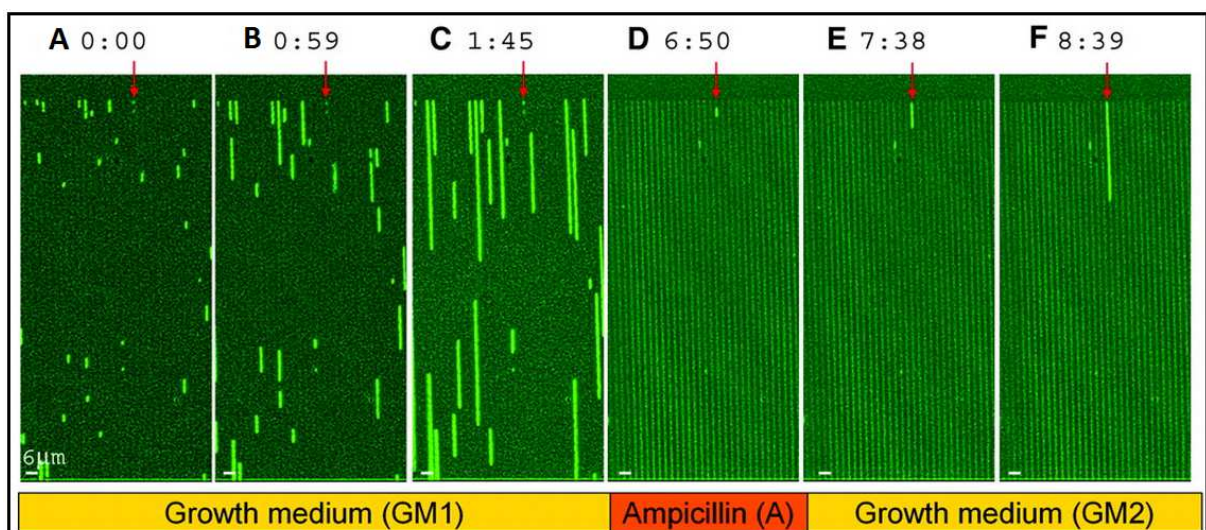 A 0:00 B 0:59 C 1:45 D 6:50 E 7:38 F 8:39
6μm
Growth medium (GM1) Ampicillin (A) Growth medium (GM2)